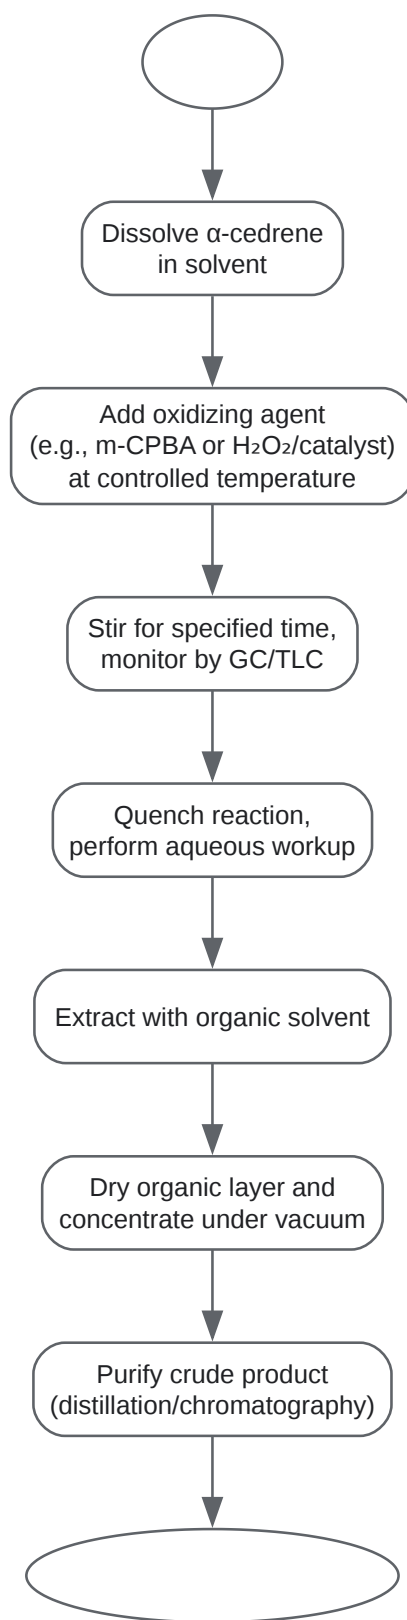 Dissolve α-cedrene
in solvent
Add oxidizing agent
(e.g., m-CPBA or H₂O₂/catalyst)
at controlled temperature
Stir for specified time,
monitor by GC/TLC
Quench reaction,
perform aqueous workup
Extract with organic solvent
Dry organic layer and
concentrate under vacuum
Purify crude product
(distillation/chromatography)